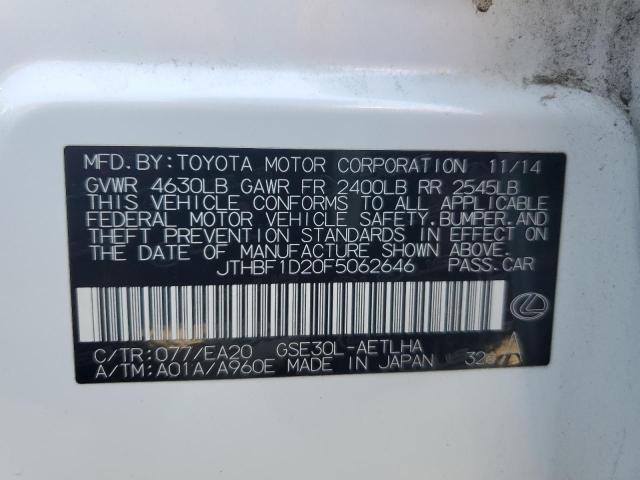 MFD.BY:TOYOTA MOTOR CORPORATION 11/14
GVWR 4630LB GAWR FR 2400LB RR 2545LB
THIS VEHICLE CONFORMS TO ALL APPLICABLE
FEDERAL MOTOR VEHICLE SAFETY,BUMPER,AND
THEFT PREVENTION STANDARDS IN EFFECT ON
THE DATE OF MANUFACTURE SHOWN ABOVE.
JTHBF1D20F5062646 PASS.CAR
C/TR:077/EA20 GSE30L-AETLHA
A/TM:A01A/A960E MADE IN JAPAN
A